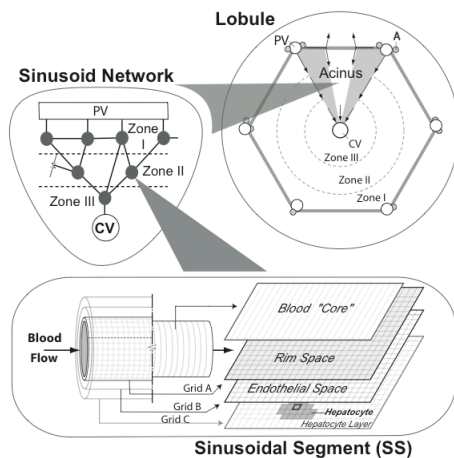 Lobule
PV
A
Acinus
CV
Zone III
Zone II
Zone I
Sinusoid Network
PV
Zone
I
Zone II
Zone III
CV
Blood
Flow
Blood "Core"
Rim Space
Endothelial Space
Grid A
Grid B
Grid C
Hepatocyte
Hepatocyte Layer
Sinusoidal Segment (SS)